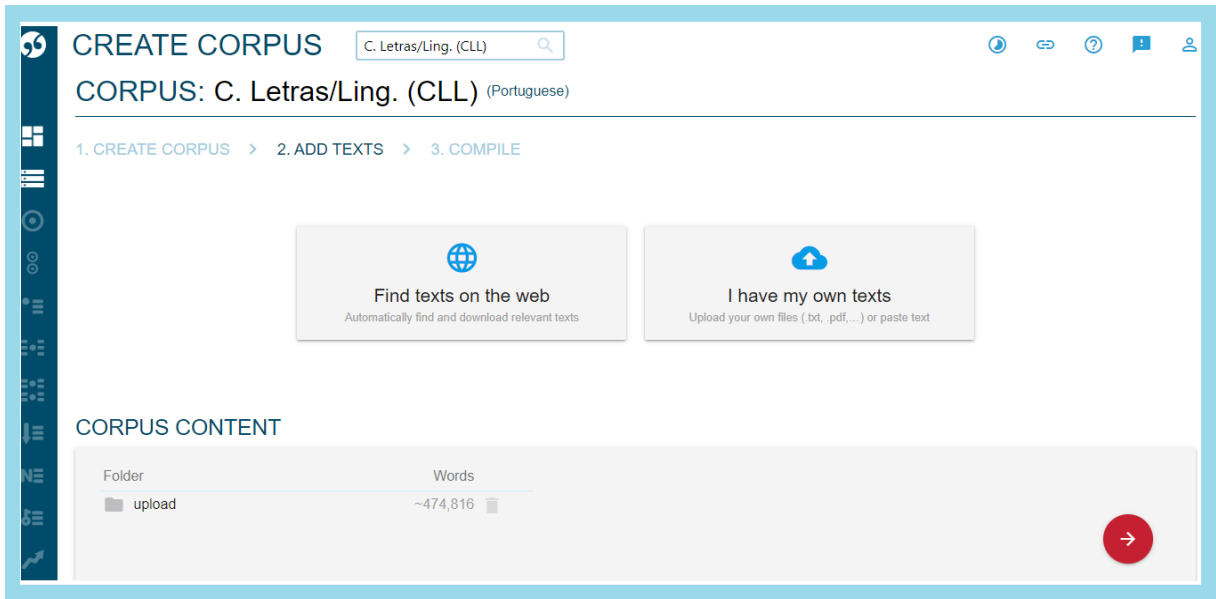 CREATE CORPUS C. Letras/Ling. (CLL)
CORPUS: C. Letras/Ling. (CLL) (Portuguese)
1. CREATE CORPUS > 2. ADD TEXTS > 3. COMPILE
Find texts on the web
Automatically find and download relevant texts
I have my own texts
Upload your own files (.txt, .pdf,...) or paste text
CORPUS CONTENT
Folder Words
upload ~474,816